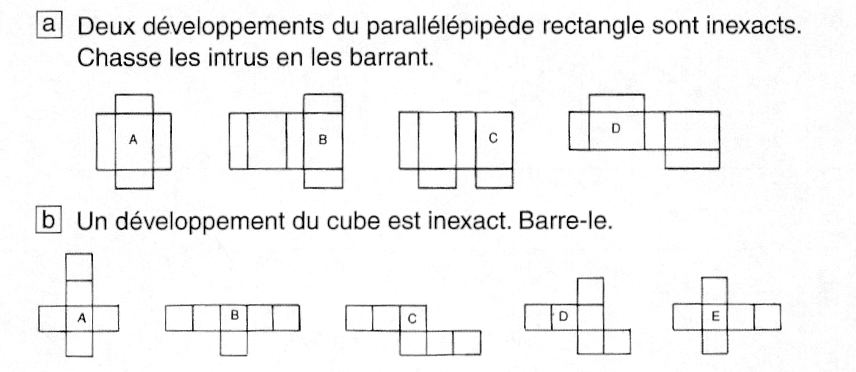 a Deux développements du parallélépipède rectangle sont inexacts.
Chasse les intrus en les barrant.
A B C D
b Un développement du cube est inexact. Barre-le.
A B C D E